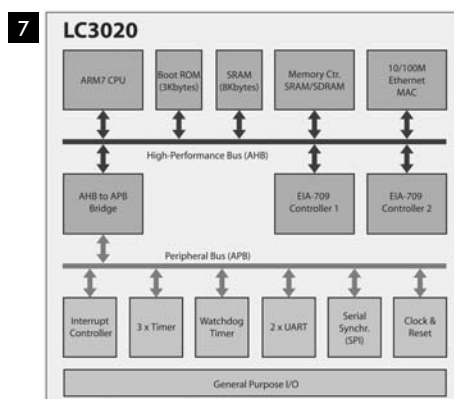 7
LC3020
ARM7 CPU
Boot ROM
(3Kbytes)
SRAM
(8Kbytes)
Memory Ctr.
SRAM/SDRAM
10/100M
Ethernet
MAC
High-Performance Bus (AHB)
AHB to APB
Bridge
EIA-709
Controller 1
EIA-709
Controller 2
Peripheral Bus (APB)
Interrupt
Controller
3 x Timer
Watchdog
Timer
2 x UART
Serial
Synchr.
(SPI)
Clock &
Reset
General Purpose I/O